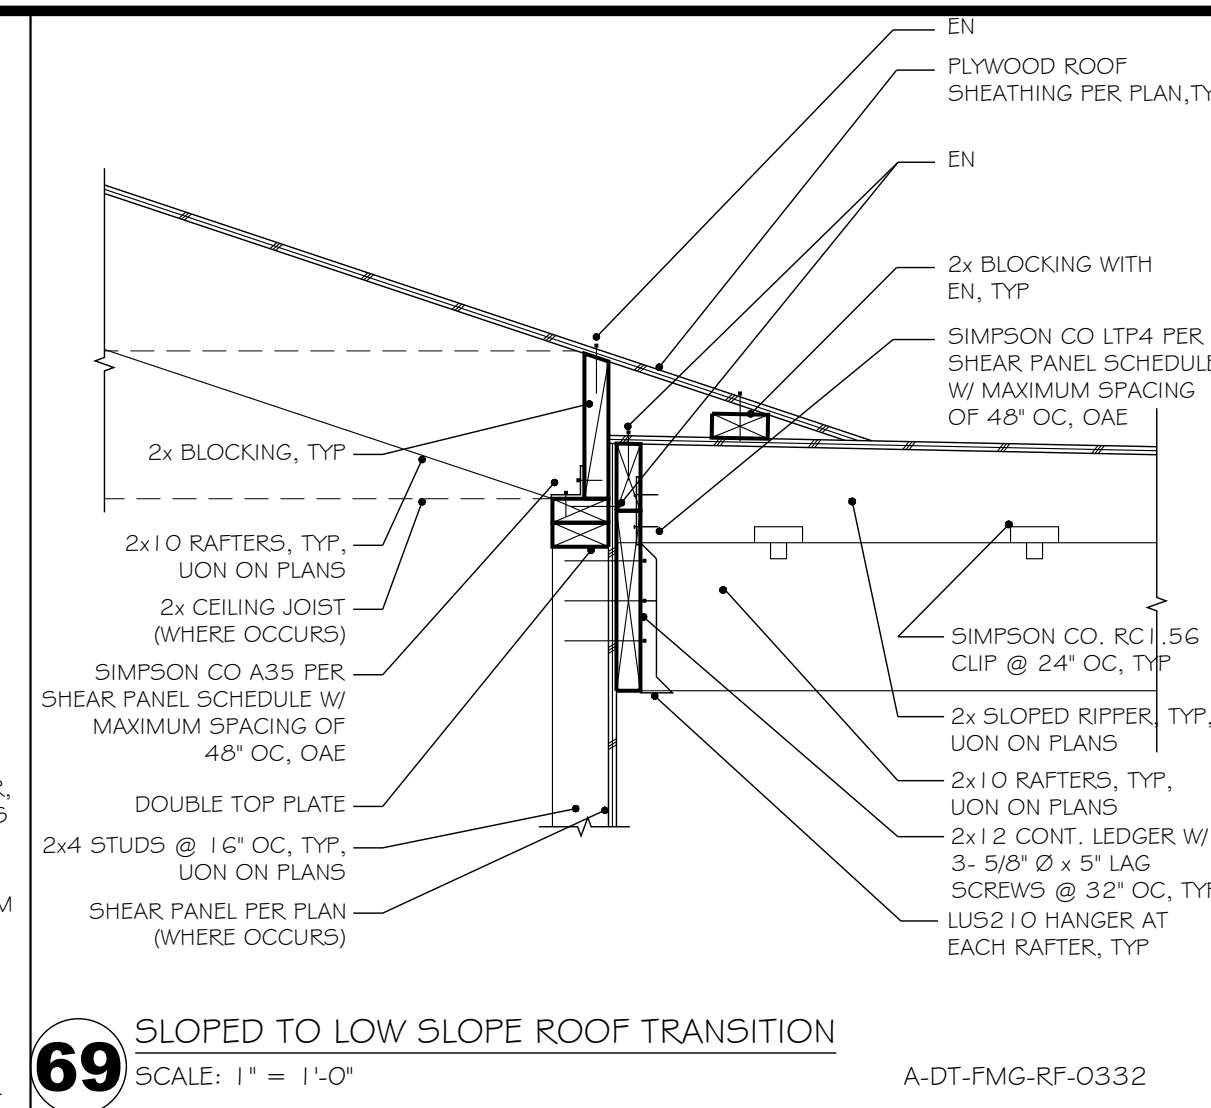 EN
PLYWOOD ROOF
SHEATHING PER PLAN,
EN
2x BLOCKING WITH
EN, TYP
SIMPSON CO LTP4 PER
SHEAR PANEL SCHEDULE
W/ MAXIMUM SPACING
OF 48" OC, OAE
2x BLOCKING, TYP
2x10 RAFTERS, TYP,
UON ON PLANS
2x CEILING JOIST
(WHERE OCCURS)
SIMPSON CO A35 PER
SHEAR PANEL SCHEDULE W/
MAXIMUM SPACING OF
48" OC, OAE
DOUBLE TOP PLATE
2x4 STUDS @ 16" OC, TYP,
UON ON PLANS
SHEAR PANEL PER PLAN
(WHERE OCCURS)
SIMPSON CO. RC1.56
CLIP @ 24" OC, TYP
2x SLOPED RIPPER, TYP,
UON ON PLANS
2x10 RAFTERS, TYP,
UON ON PLANS
2x12 CONT. LEDGER W/
3- 5/8" Ø x 5" LAG
SCREWS @ 32" OC, TYP
LUS210 HANGER AT
EACH RAFTER, TYP
69
SLOPED TO LOW SLOPE ROOF TRANSITION
SCALE: 1" = 1'-0"
A-DT-FMG-RF-0332